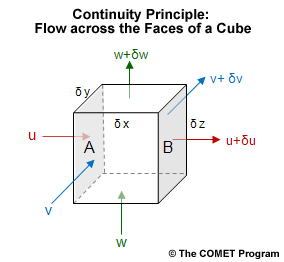 Continuity Principle:
Flow across the Faces of a Cube
w+δw
δy
v+ δv
δx
δz
u
A
B
u+δu
v
w
© The COMET Program